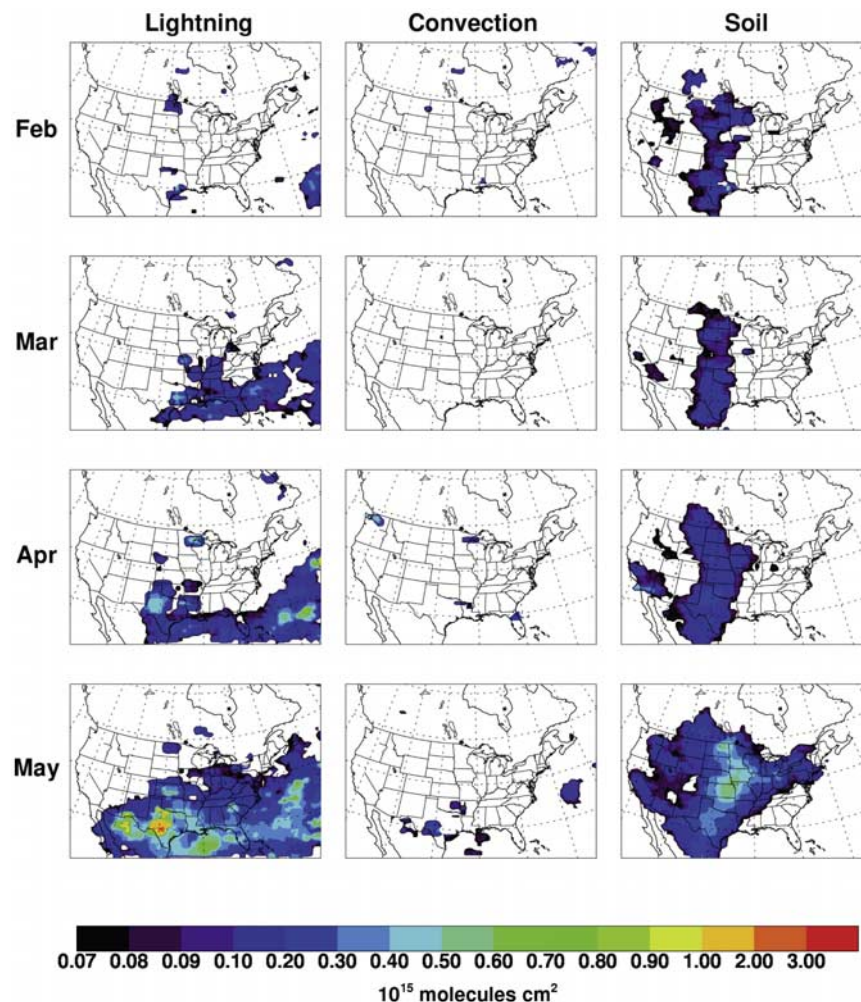 Lightning Convection Soil
Feb
Mar
Apr
May
0.07 0.08 0.09 0.10 0.20 0.30 0.40 0.50 0.60 0.70 0.80 0.90 1.00 2.00 3.00
10¹⁵ molecules cm²